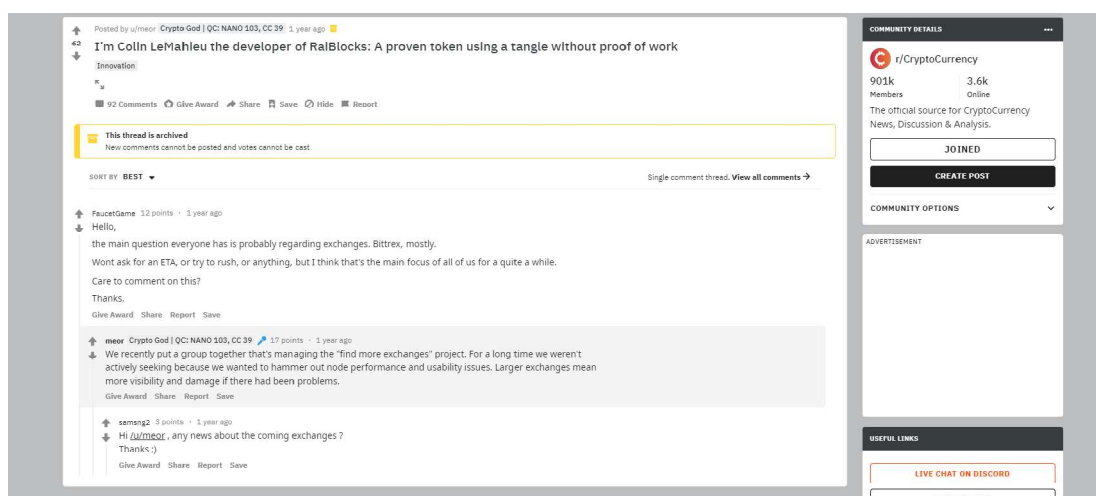 Posted by u/meor Crypto God | QC: NANO 103, CC 39 1 year ago
62
I'm Colin LeMahieu the developer of RaiBlocks: A proven token using a tangle without proof of work
Innovation
92 Comments Give Award Share Save Hide Report
This thread is archived
New comments cannot be posted and votes cannot be cast
SORT BY BEST
Single comment thread. View all comments →
FaucetGame 12 points · 1 year ago
Hello,
the main question everyone has is probably regarding exchanges. Bittrex, mostly.
Wont ask for an ETA, or try to rush, or anything, but I think that's the main focus of all of us for a quite a while.
Care to comment on this?
Thanks.
Give Award Share Report Save
meor Crypto God | QC: NANO 103, CC 39 17 points · 1 year ago
We recently put a group together that's managing the "find more exchanges" project. For a long time we weren't
actively seeking because we wanted to hammer out node performance and usability issues. Larger exchanges mean
more visibility and damage if there had been problems.
Give Award Share Report Save
samsng2 3 points · 1 year ago
Hi /u/meor , any news about the coming exchanges ?
Thanks :)
Give Award Share Report Save
COMMUNITY DETAILS
r/CryptoCurrency
901k 3.6k
Members Online
The official source for CryptoCurrency
News, Discussion & Analysis.
JOINED
CREATE POST
COMMUNITY OPTIONS
ADVERTISEMENT
USEFUL LINKS
LIVE CHAT ON DISCORD